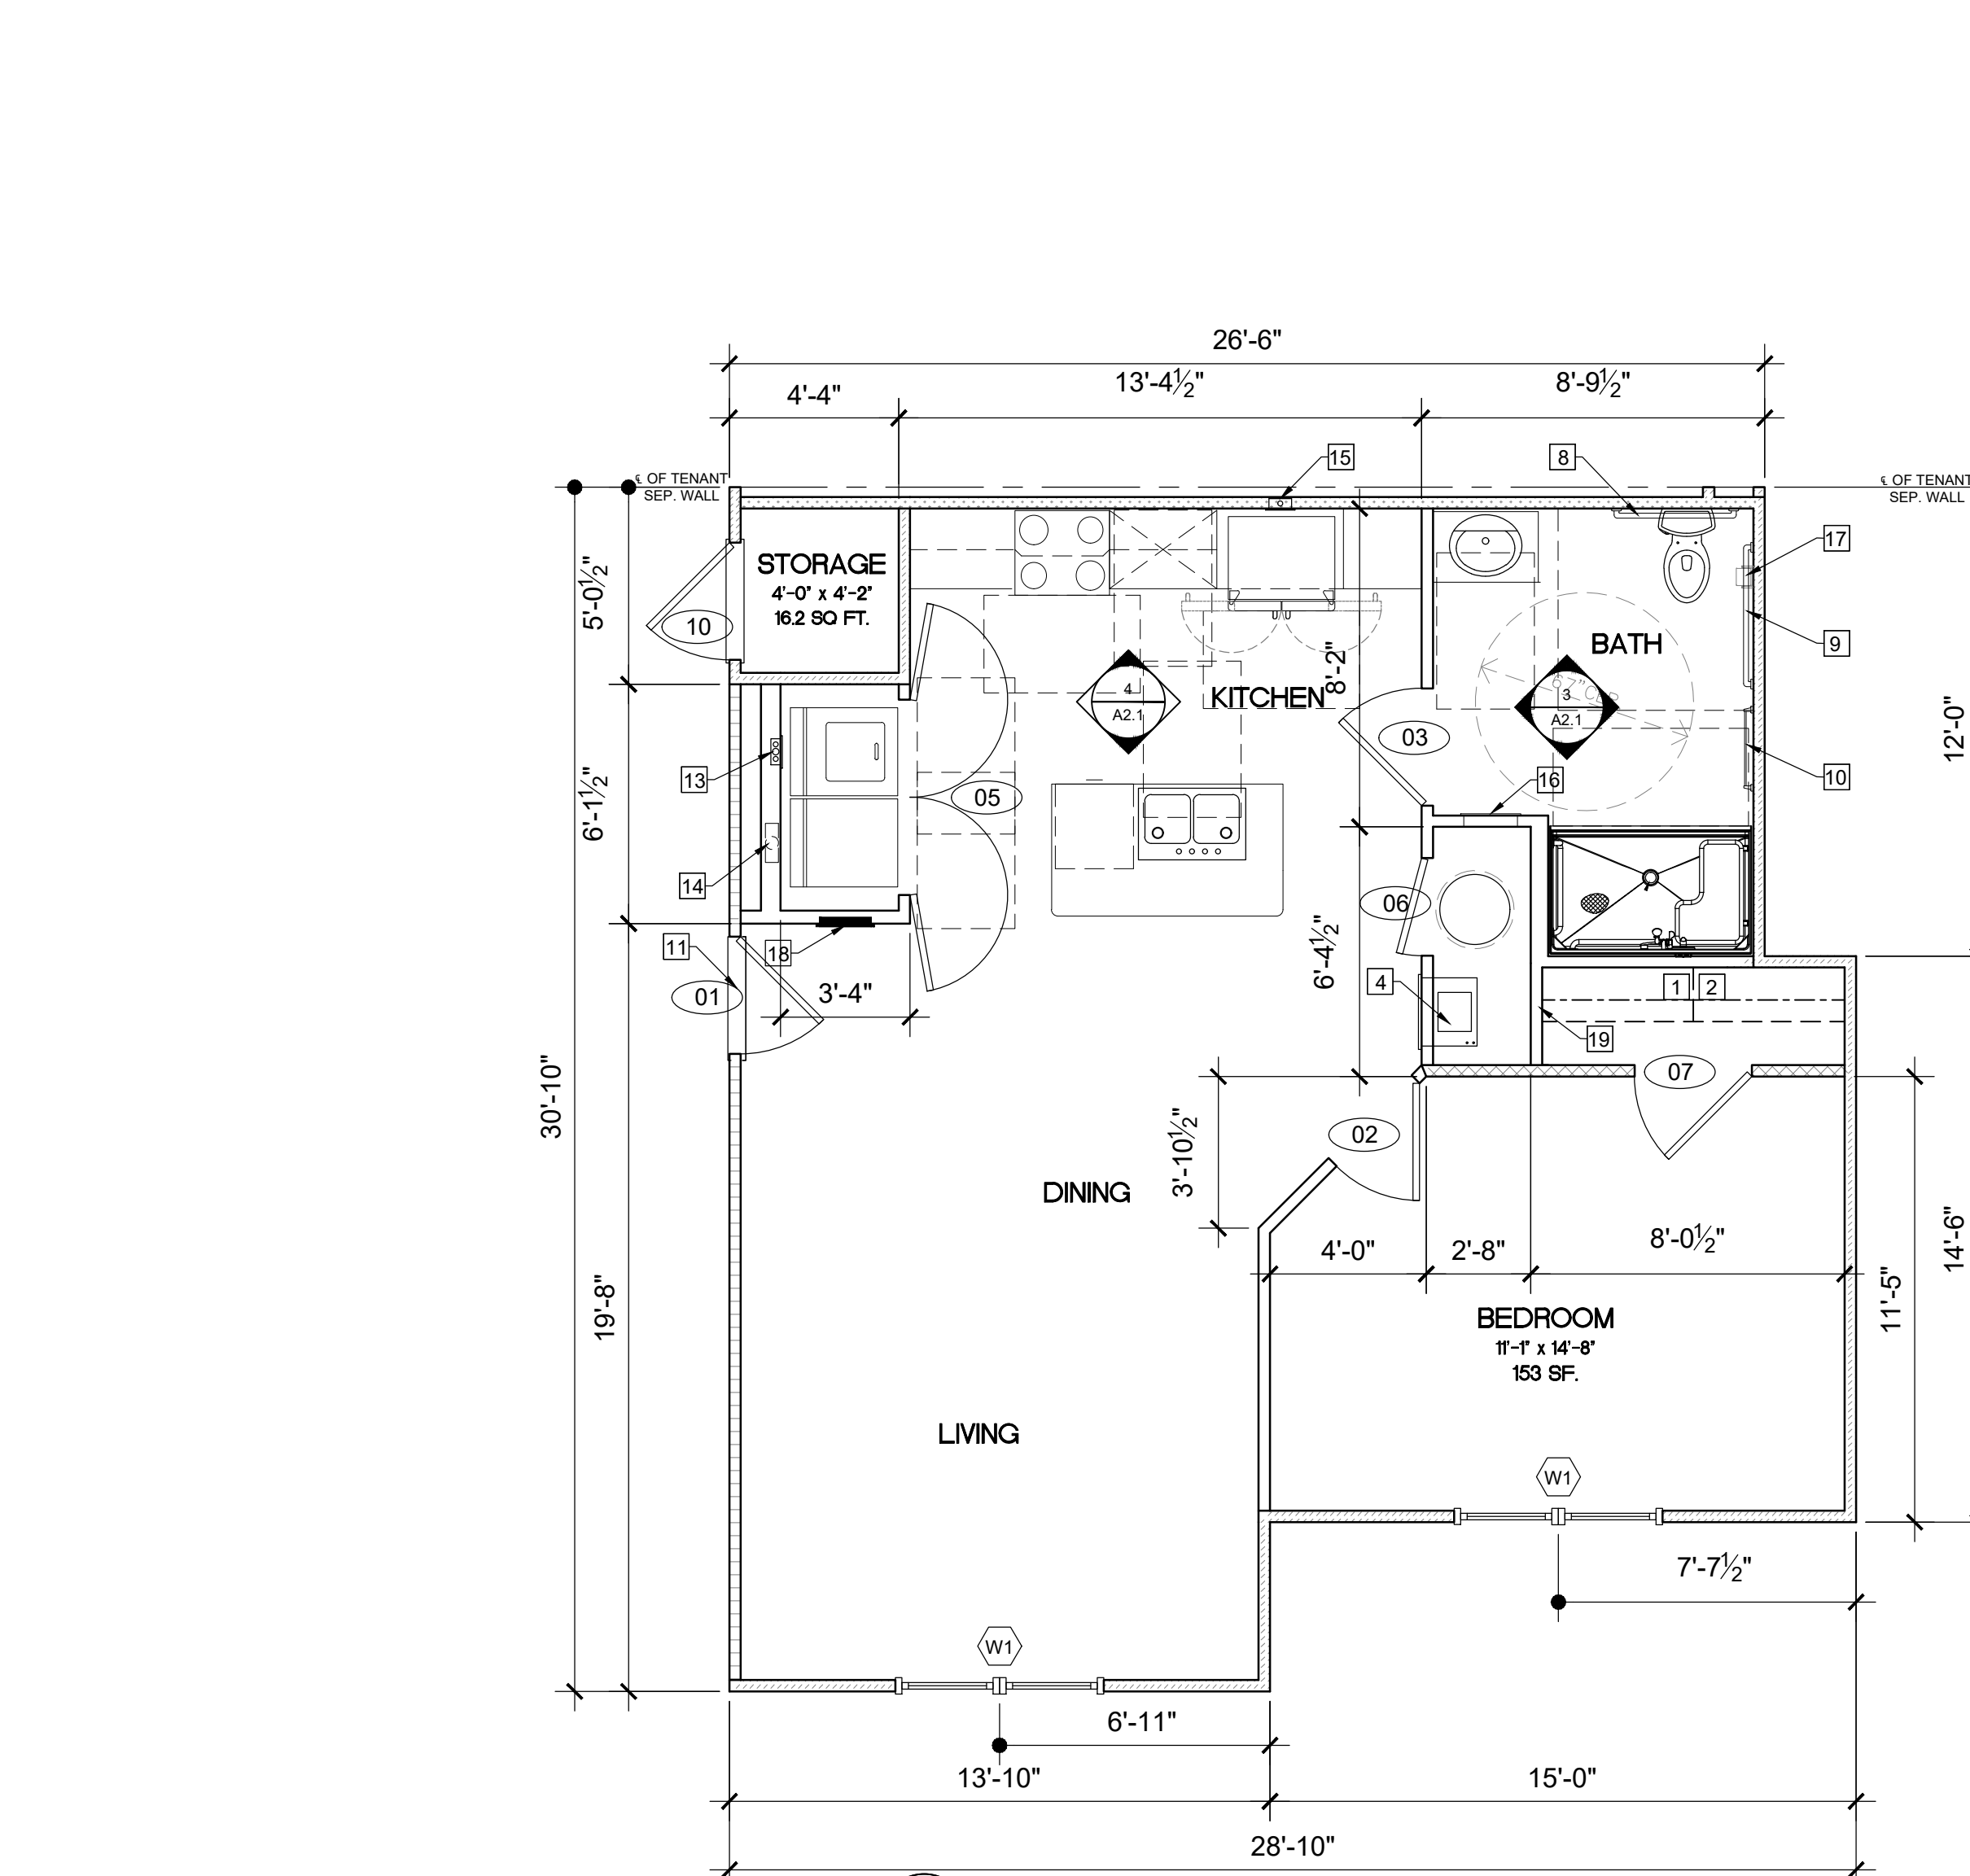 26'-6"
4'-4"
13'-4½"
8'-9½"
15
8
℄ OF TENANT
SEP. WALL
℄ OF TENANT
SEP. WALL
17
STORAGE
4'-0" x 4'-2"
16.2 SQ FT.
5'-0½"
10
BATH
9
8'-2"
KITCHEN
4
A2.1
67" CLR
3
A2.1
12'-0"
03
13
6'-1½"
05
16
10
14
06
6'-4½"
11
18
01
3'-4"
4
1
2
19
07
30'-10"
02
3'-10½"
DINING
4'-0"
2'-8"
8'-0½"
14'-6"
19'-8"
11'-5"
BEDROOM
11'-1" x 14'-8"
153 SF.
LIVING
W1
7'-7½"
W1
6'-11"
13'-10"
15'-0"
28'-10"